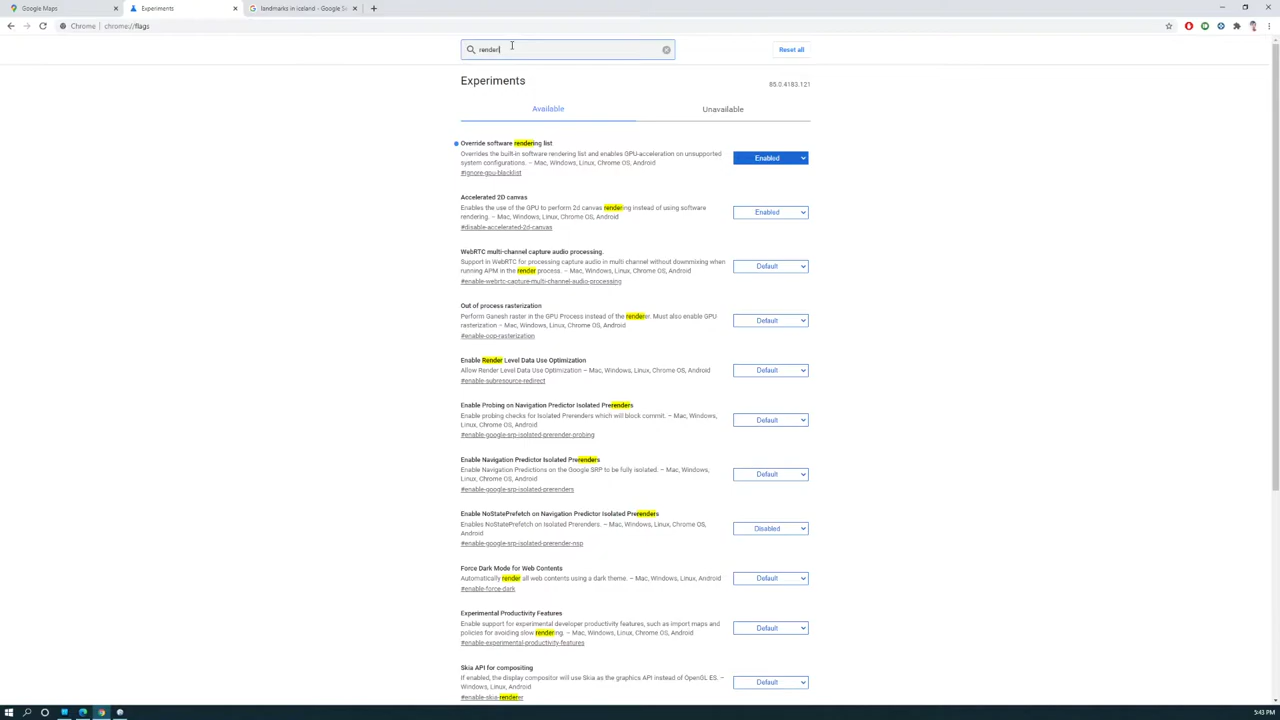 Google Maps
Experiments
landmarks in iceland - Google Se
Chrome | chrome://flags
render
Reset all
Experiments
85.0.4183.121
Available
Unavailable
Override software rendering list
Overrides the built-in software rendering list and enables GPU-acceleration on unsupported
system configurations. – Mac, Windows, Linux, Chrome OS, Android
#ignore-gpu-blacklist
Enabled
Accelerated 2D canvas
Enables the use of the GPU to perform 2d canvas rendering instead of using software
rendering. – Mac, Windows, Linux, Chrome OS, Android
#disable-accelerated-2d-canvas
Enabled
WebRTC multi-channel capture audio processing.
Support in WebRTC for processing capture audio in multi channel without downmixing when
running APM in the render process. – Mac, Windows, Linux, Chrome OS, Android
#enable-webrtc-capture-multi-channel-audio-processing
Default
Out of process rasterization
Perform Ganesh raster in the GPU Process instead of the renderer. Must also enable GPU
rasterization – Mac, Windows, Linux, Chrome OS, Android
#enable-oop-rasterization
Default
Enable Render Level Data Use Optimization
Allow Render Level Data Use Optimization – Mac, Windows, Linux, Chrome OS, Android
#enable-subresource-redirect
Default
Enable Probing on Navigation Predictor Isolated Prerenders
Enable probing checks for Isolated Prerenders which will block commit. – Mac, Windows,
Linux, Chrome OS, Android
#enable-google-srp-isolated-prerender-probing
Default
Enable Navigation Predictor Isolated Prerenders
Enable Navigation Predictions on the Google SRP to be fully isolated. – Mac, Windows,
Linux, Chrome OS, Android
#enable-google-srp-isolated-prerenders
Default
Enable NoStatePrefetch on Navigation Predictor Isolated Prerenders
Enables NoStatePrefetch on Isolated Prerenders. – Mac, Windows, Linux, Chrome OS,
Android
#enable-google-srp-isolated-prerender-nsp
Disabled
Force Dark Mode for Web Contents
Automatically render all web contents using a dark theme. – Mac, Windows, Linux, Android
#enable-force-dark
Default
Experimental Productivity Features
Enable support for experimental developer productivity features, such as import maps and
policies for avoiding slow rendering. – Mac, Windows, Linux, Chrome OS, Android
#enable-experimental-productivity-features
Default
Skia API for compositing
If enabled, the display compositor will use Skia as the graphics API instead of OpenGL ES. –
Windows, Linux, Android
#enable-skia-renderer
Default
5:43 PM